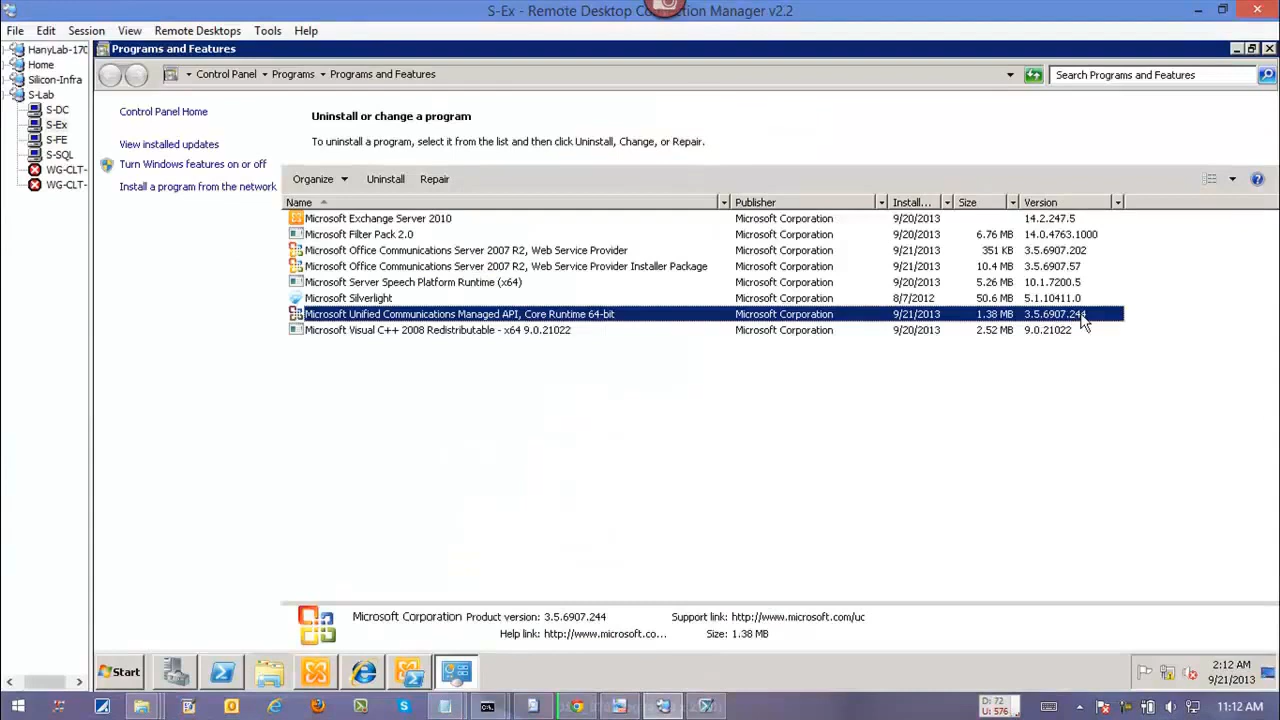 S-Ex - Remote Desktop Connection Manager v2.2
File Edit Session View Remote Desktops Tools Help
HanyLab-170
Home
Silicon-Infra
S-Lab
S-DC
S-Ex
S-FE
S-SQL
WG-CLT-
WG-CLT-
Programs and Features
Control Panel Programs Programs and Features
Search Programs and Features
Control Panel Home
View installed updates
Turn Windows features on or off
Install a program from the network
Uninstall or change a program
To uninstall a program, select it from the list and then click Uninstall, Change, or Repair.
Organize Uninstall Repair
Name Publisher Install... Size Version
Microsoft Exchange Server 2010 Microsoft Corporation 9/20/2013 14.2.247.5
Microsoft Filter Pack 2.0 Microsoft Corporation 9/20/2013 6.76 MB 14.0.4763.1000
Microsoft Office Communications Server 2007 R2, Web Service Provider Microsoft Corporation 9/21/2013 351 KB 3.5.6907.202
Microsoft Office Communications Server 2007 R2, Web Service Provider Installer Package Microsoft Corporation 9/21/2013 10.4 MB 3.5.6907.57
Microsoft Server Speech Platform Runtime (x64) Microsoft Corporation 9/20/2013 5.26 MB 10.1.7200.5
Microsoft Silverlight Microsoft Corporation 8/7/2012 50.6 MB 5.1.10411.0
Microsoft Unified Communications Managed API, Core Runtime 64-bit Microsoft Corporation 9/21/2013 1.38 MB 3.5.6907.244
Microsoft Visual C++ 2008 Redistributable - x64 9.0.21022 Microsoft Corporation 9/20/2013 2.52 MB 9.0.21022
Microsoft Corporation Product version: 3.5.6907.244 Support link: http://www.microsoft.com/uc
Help link: http://www.microsoft.co... Size: 1.38 MB
Start
2:12 AM
9/21/2013
D: 72
U: 576
11:12 AM